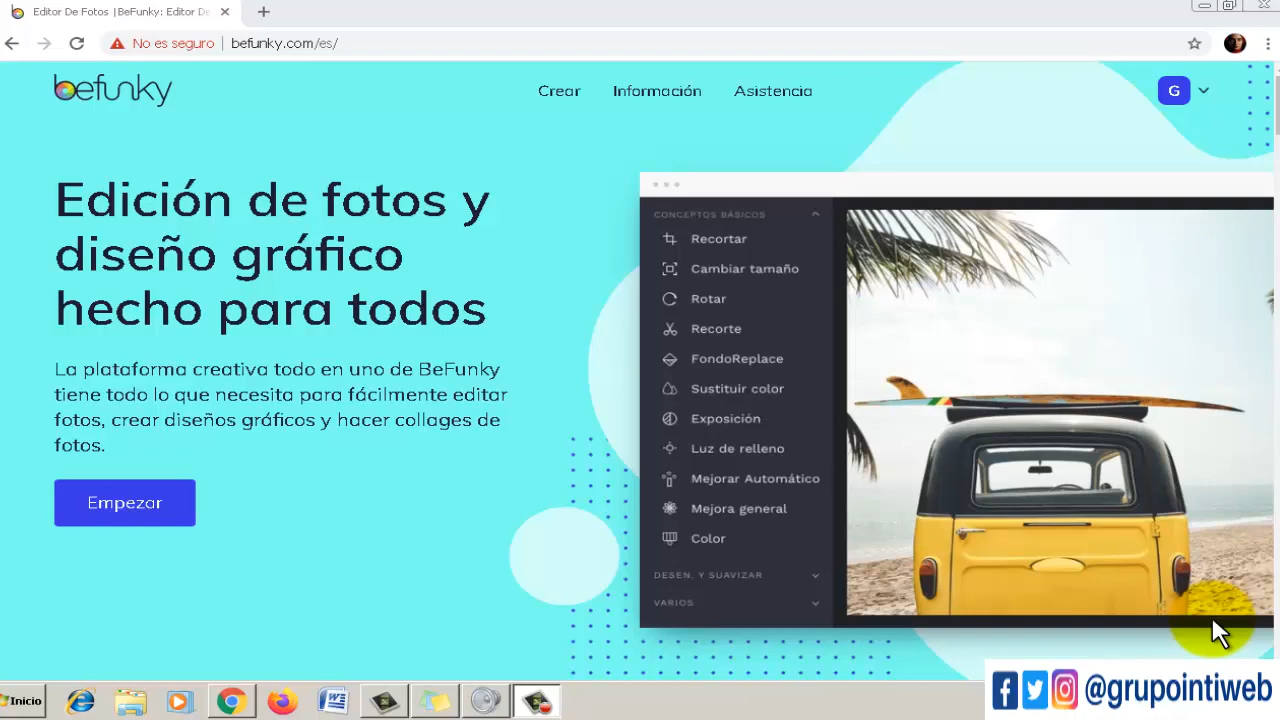 Editor De Fotos | BeFunky: Editor De
No es seguro | befunky.com/es/
befunky
Crear Información Asistencia
G
Edición de fotos y
diseño gráfico
hecho para todos
La plataforma creativa todo en uno de BeFunky
tiene todo lo que necesita para fácilmente editar
fotos, crear diseños gráficos y hacer collages de
fotos.
Empezar
CONCEPTOS BÁSICOS
Recortar
Cambiar tamaño
Rotar
Recorte
FondoReplace
Sustituir color
Exposición
Luz de relleno
Mejorar Automático
Mejora general
Color
DESEN. Y SUAVIZAR
VARIOS
Inicio
@grupointiweb